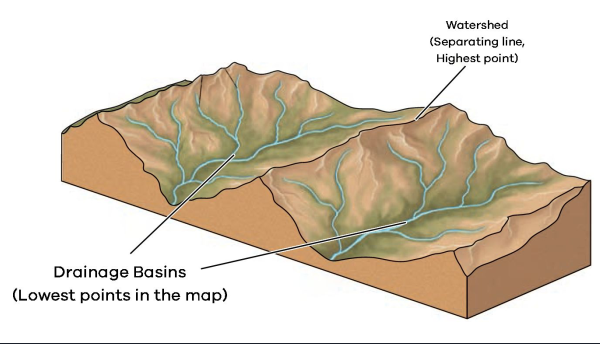 Watershed
(Separating line,
Highest point)
Drainage Basins
(Lowest points in the map)